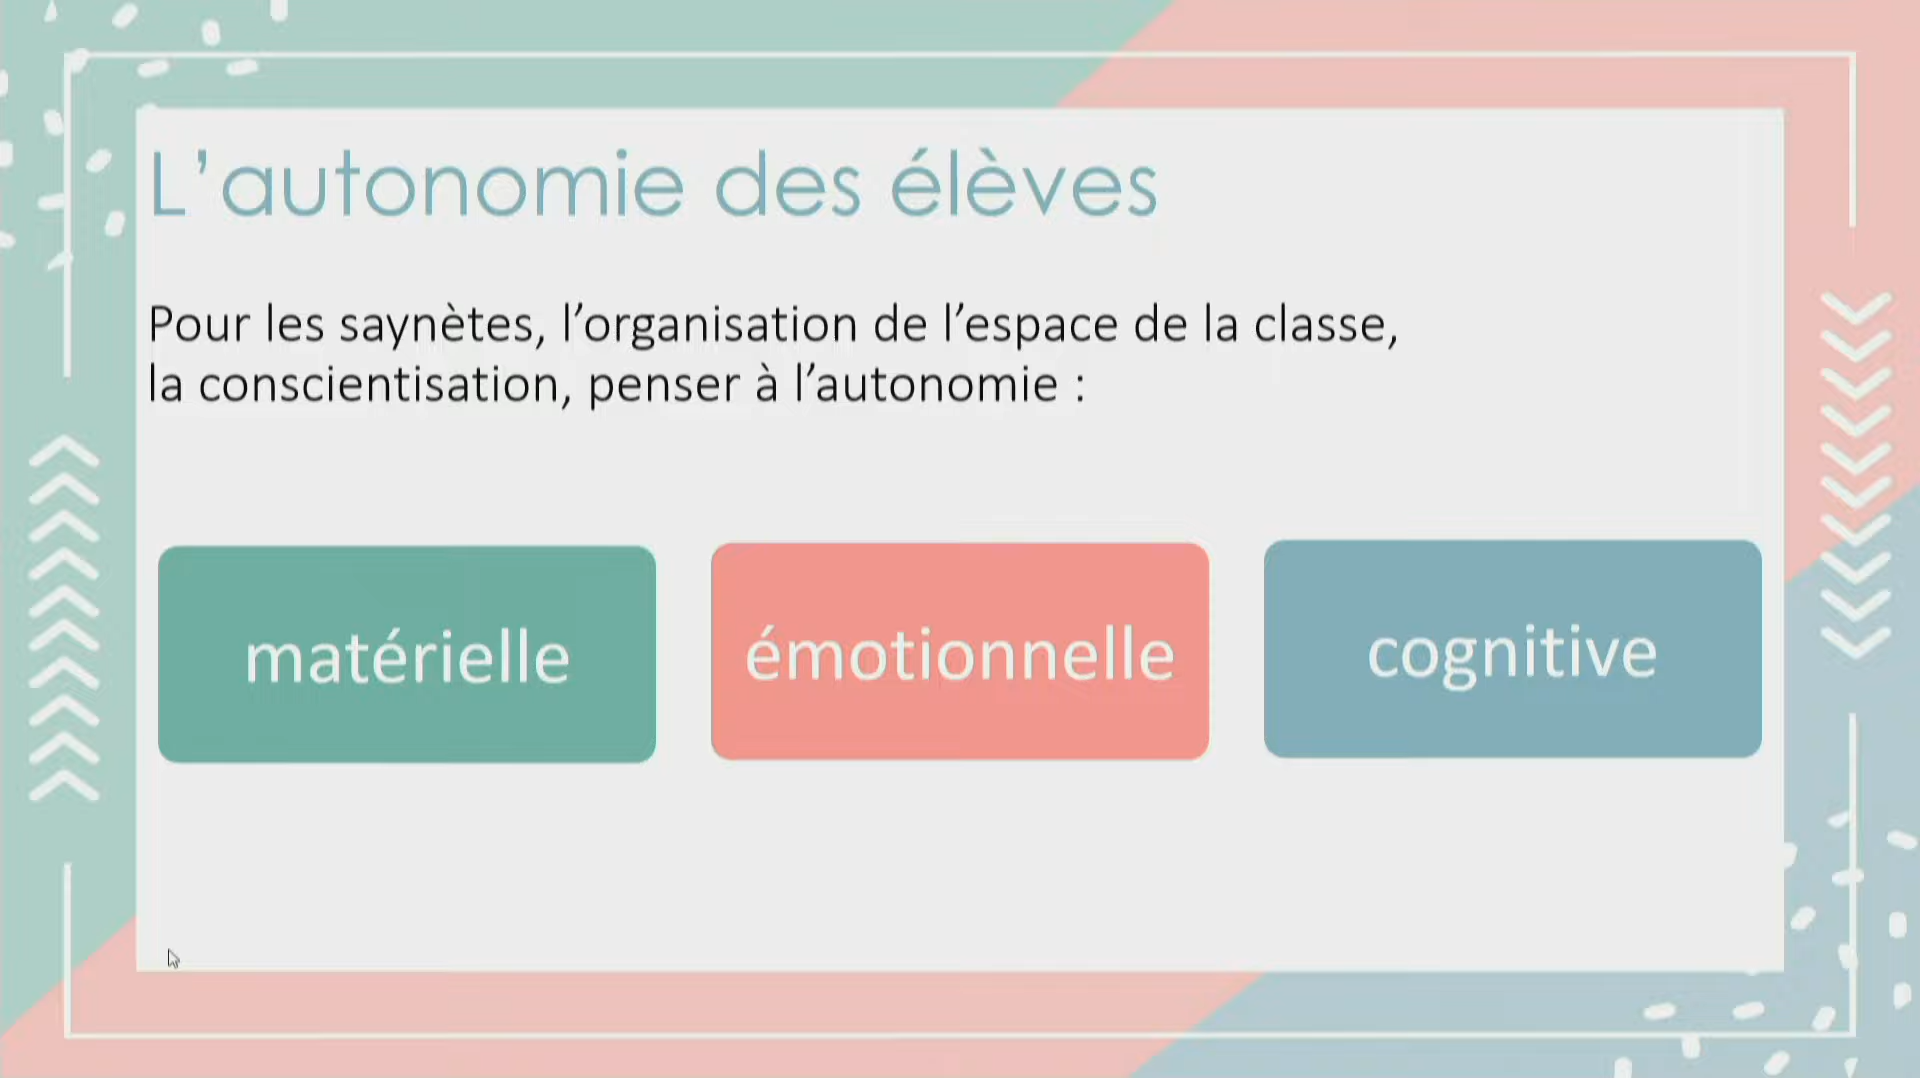 L’autonomie des élèves
Pour les saynètes, l’organisation de l’espace de la classe,
la conscientisation, penser à l’autonomie :
matérielle
émotionnelle
cognitive